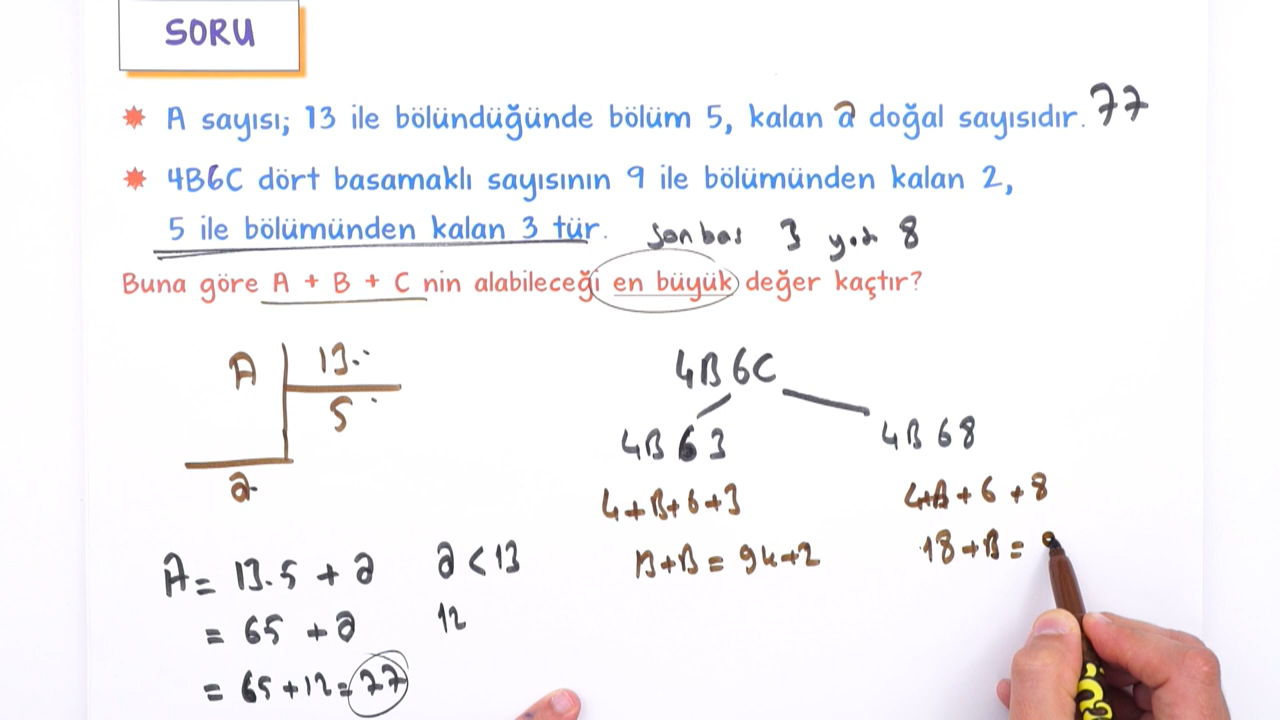 SORU
A sayısı; 13 ile bölündüğünde bölüm 5, kalan a doğal sayısıdır. 77
4B6C dört basamaklı sayısının 9 ile bölümünden kalan 2,
5 ile bölümünden kalan 3 tür. son bas 3 ya da 8
Buna göre A + B + C nin alabileceği en büyük değer kaçtır?
A 13
5
a
4B6C
4B63 4B68
4+B+6+3 4+B+6+8
13+B = 9k+2 18+B =
A = 13.5 + a a < 13
= 65 + a 12
= 65+12=77